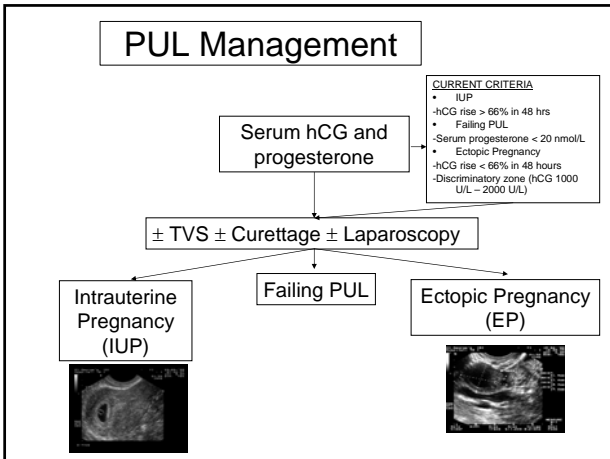 PUL Management
CURRENT CRITERIA
• IUP
-hCG rise > 66% in 48 hrs
• Failing PUL
-Serum progesterone < 20 nmol/L
• Ectopic Pregnancy
-hCG rise < 66% in 48 hours
-Discriminatory zone (hCG 1000
U/L – 2000 U/L)
Serum hCG and
progesterone
± TVS ± Curettage ± Laparoscopy
Intrauterine
Pregnancy
(IUP)
Failing PUL
Ectopic Pregnancy
(EP)